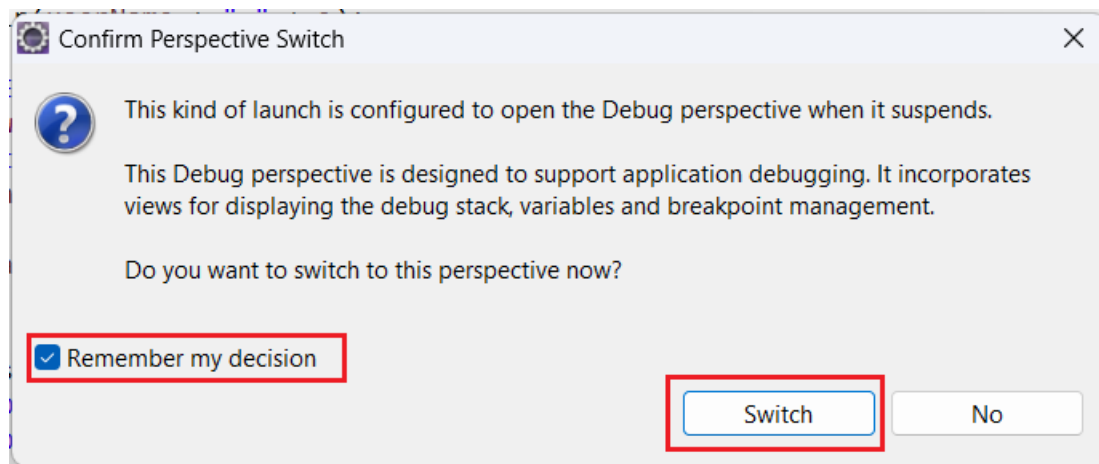 Confirm Perspective Switch
This kind of launch is configured to open the Debug perspective when it suspends.
This Debug perspective is designed to support application debugging. It incorporates
views for displaying the debug stack, variables and breakpoint management.
Do you want to switch to this perspective now?
Remember my decision
Switch
No